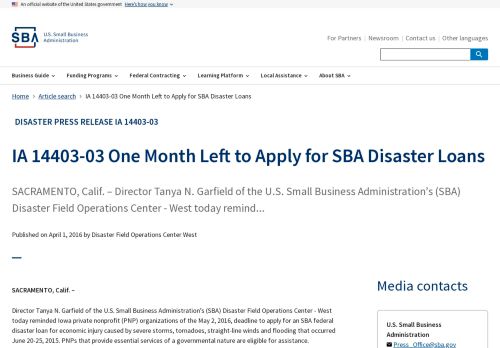 An official website of the United States government Here's how you know
SBA U.S. Small Business
Administration
For Partners Newsroom Contact us Other languages
Business Guide Funding Programs Federal Contracting Learning Platform Local Assistance About SBA
Home Article search IA 14403-03 One Month Left to Apply for SBA Disaster Loans
DISASTER PRESS RELEASE IA 14403-03
IA 14403-03 One Month Left to Apply for SBA Disaster Loans
SACRAMENTO, Calif. – Director Tanya N. Garfield of the U.S. Small Business Administration's (SBA)
Disaster Field Operations Center - West today remind...
Published on April 1, 2016 by Disaster Field Operations Center West
SACRAMENTO, Calif. –
Director Tanya N. Garfield of the U.S. Small Business Administration's (SBA) Disaster Field Operations Center - West
today reminded Iowa private nonprofit (PNP) organizations of the May 2, 2016, deadline to apply for an SBA federal
disaster loan for economic injury caused by severe storms, tornadoes, straight-line winds and flooding that occurred
June 20-25, 2015. PNPs that provide essential services of a governmental nature are eligible for assistance.
Media contacts
U.S. Small Business
Administration
Press_Office@sba.gov